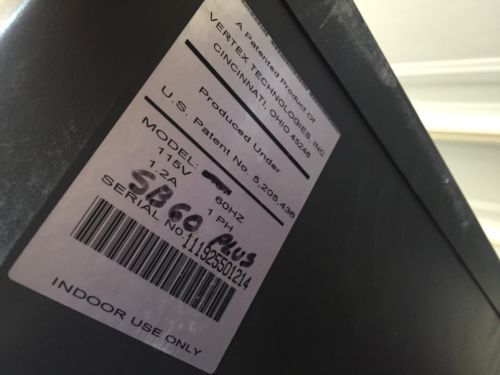 A Patented Product Of
VERTEX TECHNOLOGIES, INC.
CINCINNATI, OHIO 45246
Produced Under
U.S. Patent No. 5,205,436
MODEL:
115V 60HZ
1.2A 1 PH
SB60 PLUS
SERIAL NO. 111925501214
INDOOR USE ONLY